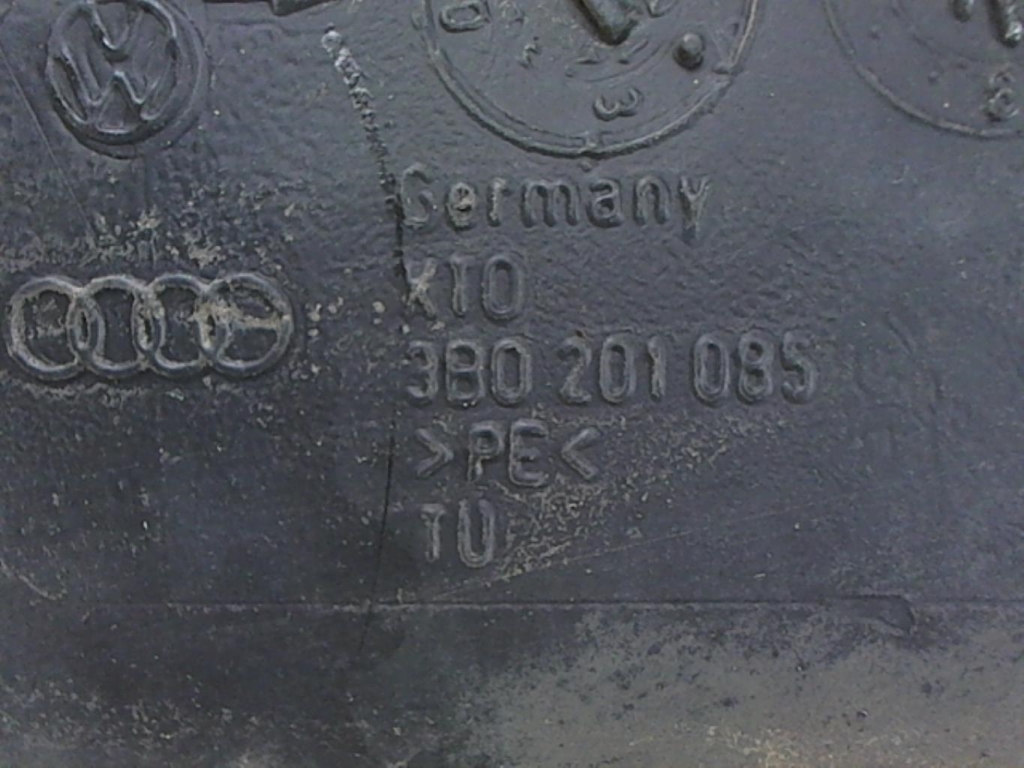 Germany
XTO
3B0 201 085
>PE<
TU